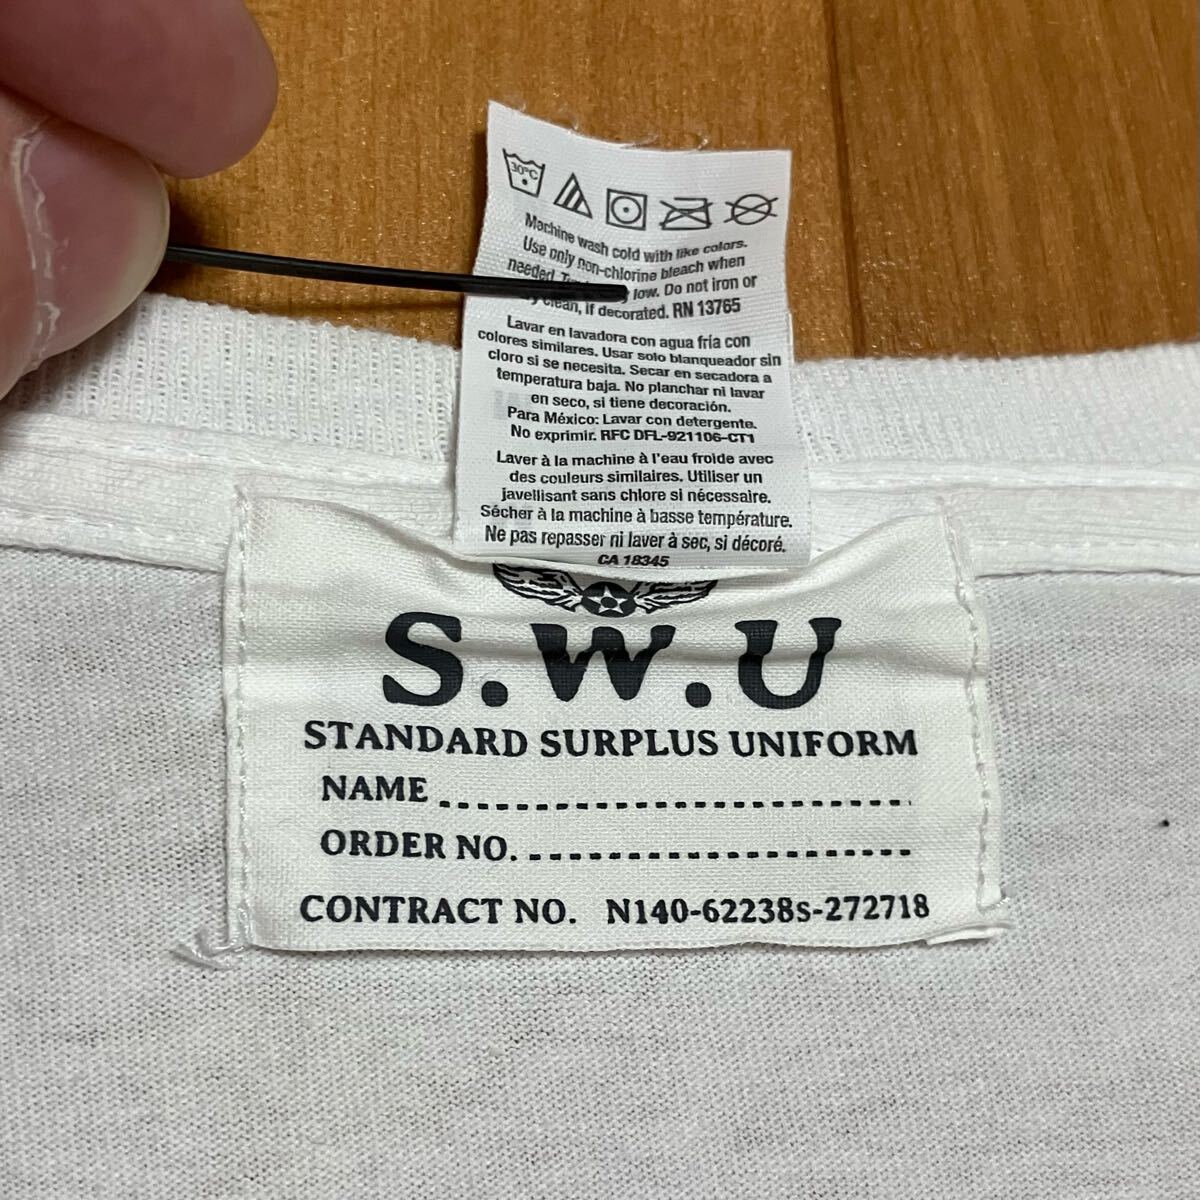 30°C
Machine wash cold with like colors.
Use only non-chlorine bleach when
needed. low. Do not iron or
clean, if decorated. RN 13765
Lavar en lavadora con agua fría con
colores similares. Usar solo blanqueador sin
cloro si se necesita. Secar en secadora a
temperatura baja. No planchar ni lavar
en seco, si tiene decoración.
Para México: Lavar con detergente.
No exprimir. RFC DFL-921106-CT1
Laver à la machine à l'eau froide avec
des couleurs similaires. Utiliser un
javellisant sans chlore si nécessaire.
Sécher à la machine à basse température.
Ne pas repasser ni laver à sec, si décoré.
CA 18345
S.W.U
STANDARD SURPLUS UNIFORM
NAME
ORDER NO.
CONTRACT NO. N140-62238s-272718